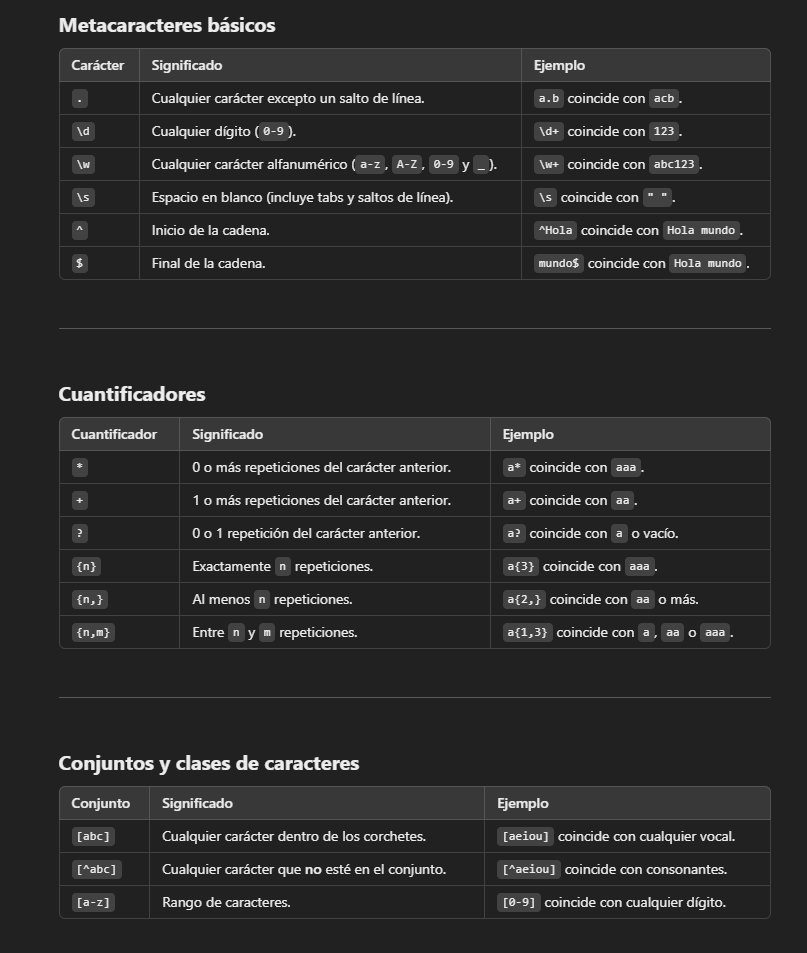 Metacaracteres básicos
Carácter Significado Ejemplo
. Cualquier carácter excepto un salto de línea. a.b coincide con acb.
\d Cualquier dígito (0-9). \d+ coincide con 123.
\w Cualquier carácter alfanumérico (a-z, A-Z, 0-9 y _). \w+ coincide con abc123.
\s Espacio en blanco (incluye tabs y saltos de línea). \s coincide con " ".
^ Inicio de la cadena. ^Hola coincide con Hola mundo.
$ Final de la cadena. mundo$ coincide con Hola mundo.
Cuantificadores
Cuantificador Significado Ejemplo
* 0 o más repeticiones del carácter anterior. a* coincide con aaa.
+ 1 o más repeticiones del carácter anterior. a+ coincide con aa.
? 0 o 1 repetición del carácter anterior. a? coincide con a o vacío.
{n} Exactamente n repeticiones. a{3} coincide con aaa.
{n,} Al menos n repeticiones. a{2,} coincide con aa o más.
{n,m} Entre n y m repeticiones. a{1,3} coincide con a, aa o aaa.
Conjuntos y clases de caracteres
Conjunto Significado Ejemplo
[abc] Cualquier carácter dentro de los corchetes. [aeiou] coincide con cualquier vocal.
[^abc] Cualquier carácter que no esté en el conjunto. [^aeiou] coincide con consonantes.
[a-z] Rango de caracteres. [0-9] coincide con cualquier dígito.